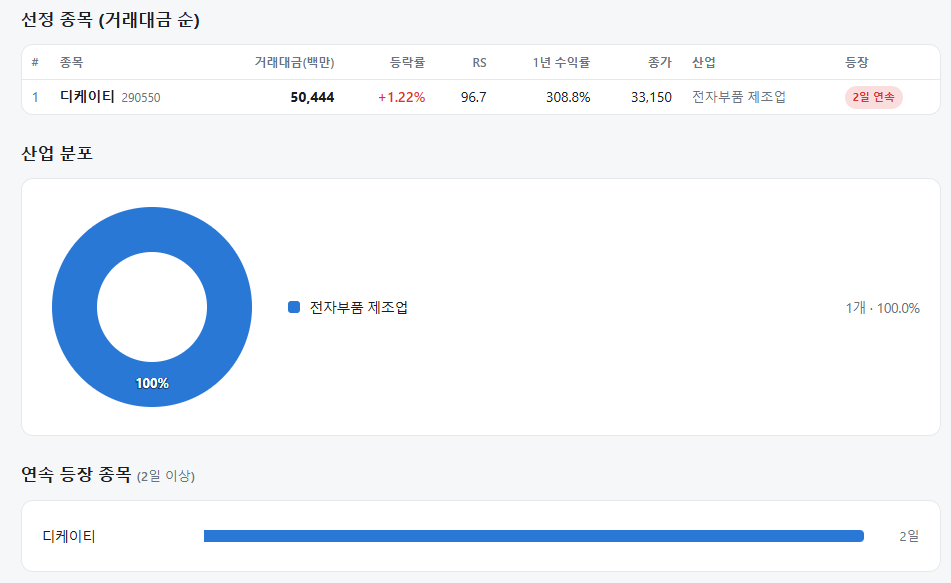 선정 종목 (거래대금 순)
# 종목 거래대금(백만) 등락률 RS 1년 수익률 종가 산업 등장
1 디케이티 290550 50,444 +1.22% 96.7 308.8% 33,150 전자부품 제조업 2일 연속
산업 분포
전자부품 제조업 1개 · 100.0%
100%
연속 등장 종목 (2일 이상)
디케이티 2일